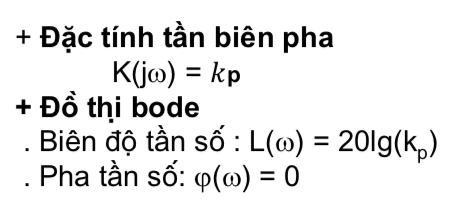 + Đặc tính tần biên pha
K(jω) = kp
+ Đồ thị bode
. Biên độ tần số : L(ω) = 20lg(kₚ)
. Pha tần số: φ(ω) = 0